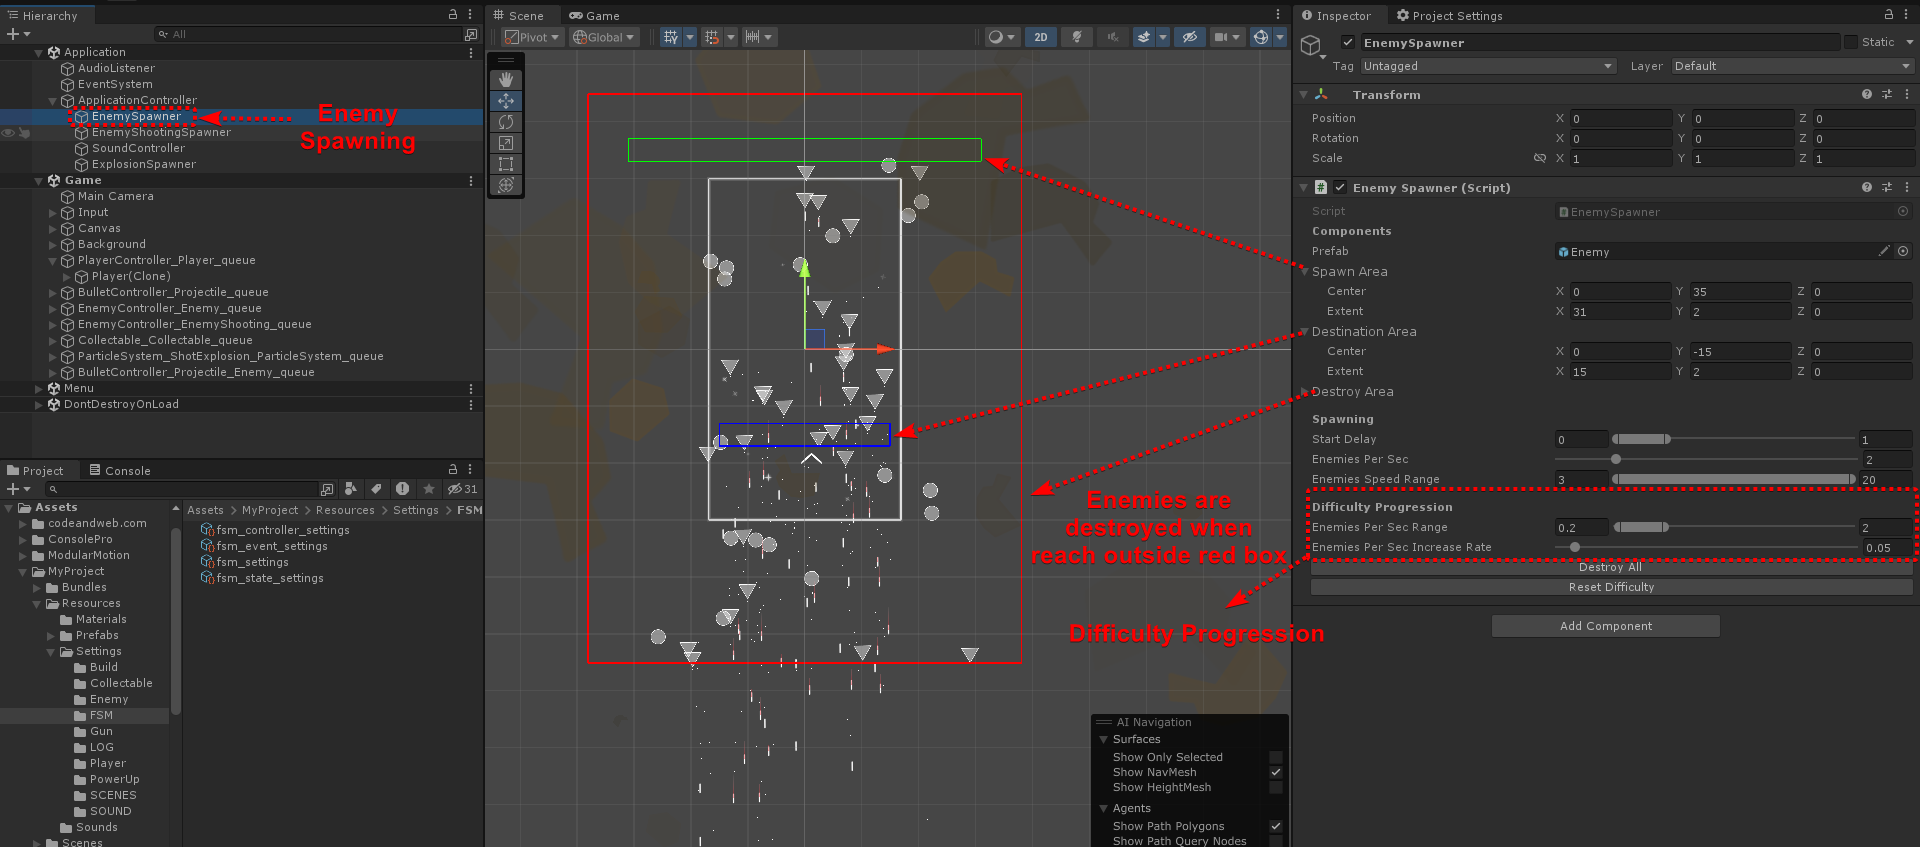 Hierarchy
All
Application
AudioListener
EventSystem
ApplicationController
EnemySpawner
EnemyShootingSpawner
SoundController
ExplosionSpawner
Game
Main Camera
Input
Canvas
Background
PlayerController_Player_queue
Player(Clone)
BulletController_Projectile_queue
EnemyController_Enemy_queue
EnemyController_EnemyShooting_queue
Collectable_Collectable_queue
ParticleSystem_ShotExplosion_ParticleSystem_queue
BulletController_Projectile_Enemy_queue
Menu
DontDestroyOnLoad
Enemy
Spawning
Project
Console
31
Assets
codeandweb.com
ConsolePro
ModularMotion
MyProject
Bundles
Resources
Materials
Prefabs
Settings
Build
Collectable
Enemy
FSM
Gun
LOG
Player
PowerUp
SCENES
SOUND
Sounds
Scenes
Assets > MyProject > Resources > Settings > FSM
fsm_controller_settings
fsm_event_settings
fsm_settings
fsm_state_settings
Scene
Game
Pivot
Global
2D
Enemies are
destroyed when
reach outside red box
Difficulty Progression
AI Navigation
Surfaces
Show Only Selected
Show NavMesh
Show HeightMesh
Agents
Show Path Polygons
Show Path Query Nodes
Inspector
Project Settings
EnemySpawner
Static
Tag Untagged
Layer Default
Transform
Position X 0 Y 0 Z 0
Rotation X 0 Y 0 Z 0
Scale X 1 Y 1 Z 1
Enemy Spawner (Script)
Script EnemySpawner
Components
Prefab Enemy
Spawn Area
Center X 0 Y 35 Z 0
Extent X 31 Y 2 Z 0
Destination Area
Center X 0 Y -15 Z 0
Extent X 15 Y 2 Z 0
Destroy Area
Spawning
Start Delay 0 1
Enemies Per Sec 2
Enemies Speed Range 3 20
Difficulty Progression
Enemies Per Sec Range 0.2 2
Enemies Per Sec Increase Rate 0.05
Destroy All
Reset Difficulty
Add Component